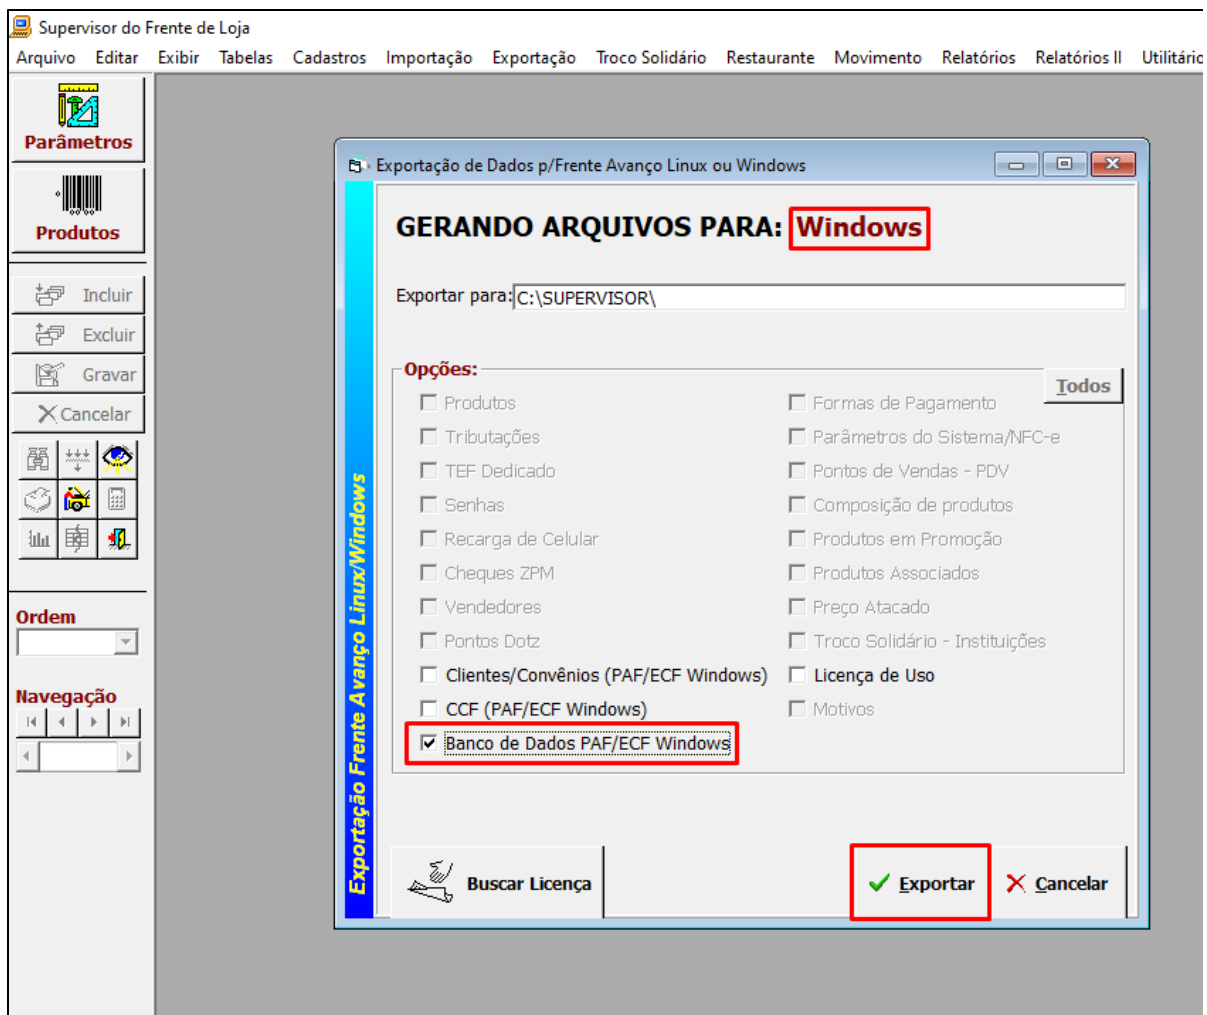 Supervisor do Frente de Loja
Arquivo Editar Exibir Tabelas Cadastros Importação Exportação Troco Solidário Restaurante Movimento Relatórios Relatórios II Utilitário
Parâmetros
Produtos
Incluir
Excluir
Gravar
Cancelar
Ordem
Navegação
Exportação de Dados p/Frente Avanço Linux ou Windows
Exportação Frente Avanço Linux/Windows
GERANDO ARQUIVOS PARA: Windows
Exportar para: C:\SUPERVISOR\
Opções:
Todos
Produtos
Tributações
TEF Dedicado
Senhas
Recarga de Celular
Cheques ZPM
Vendedores
Pontos Dotz
Clientes/Convênios (PAF/ECF Windows)
CCF (PAF/ECF Windows)
Banco de Dados PAF/ECF Windows
Formas de Pagamento
Parâmetros do Sistema/NFC-e
Pontos de Vendas - PDV
Composição de produtos
Produtos em Promoção
Produtos Associados
Preço Atacado
Troco Solidário - Instituições
Licença de Uso
Motivos
Buscar Licença
Exportar
Cancelar